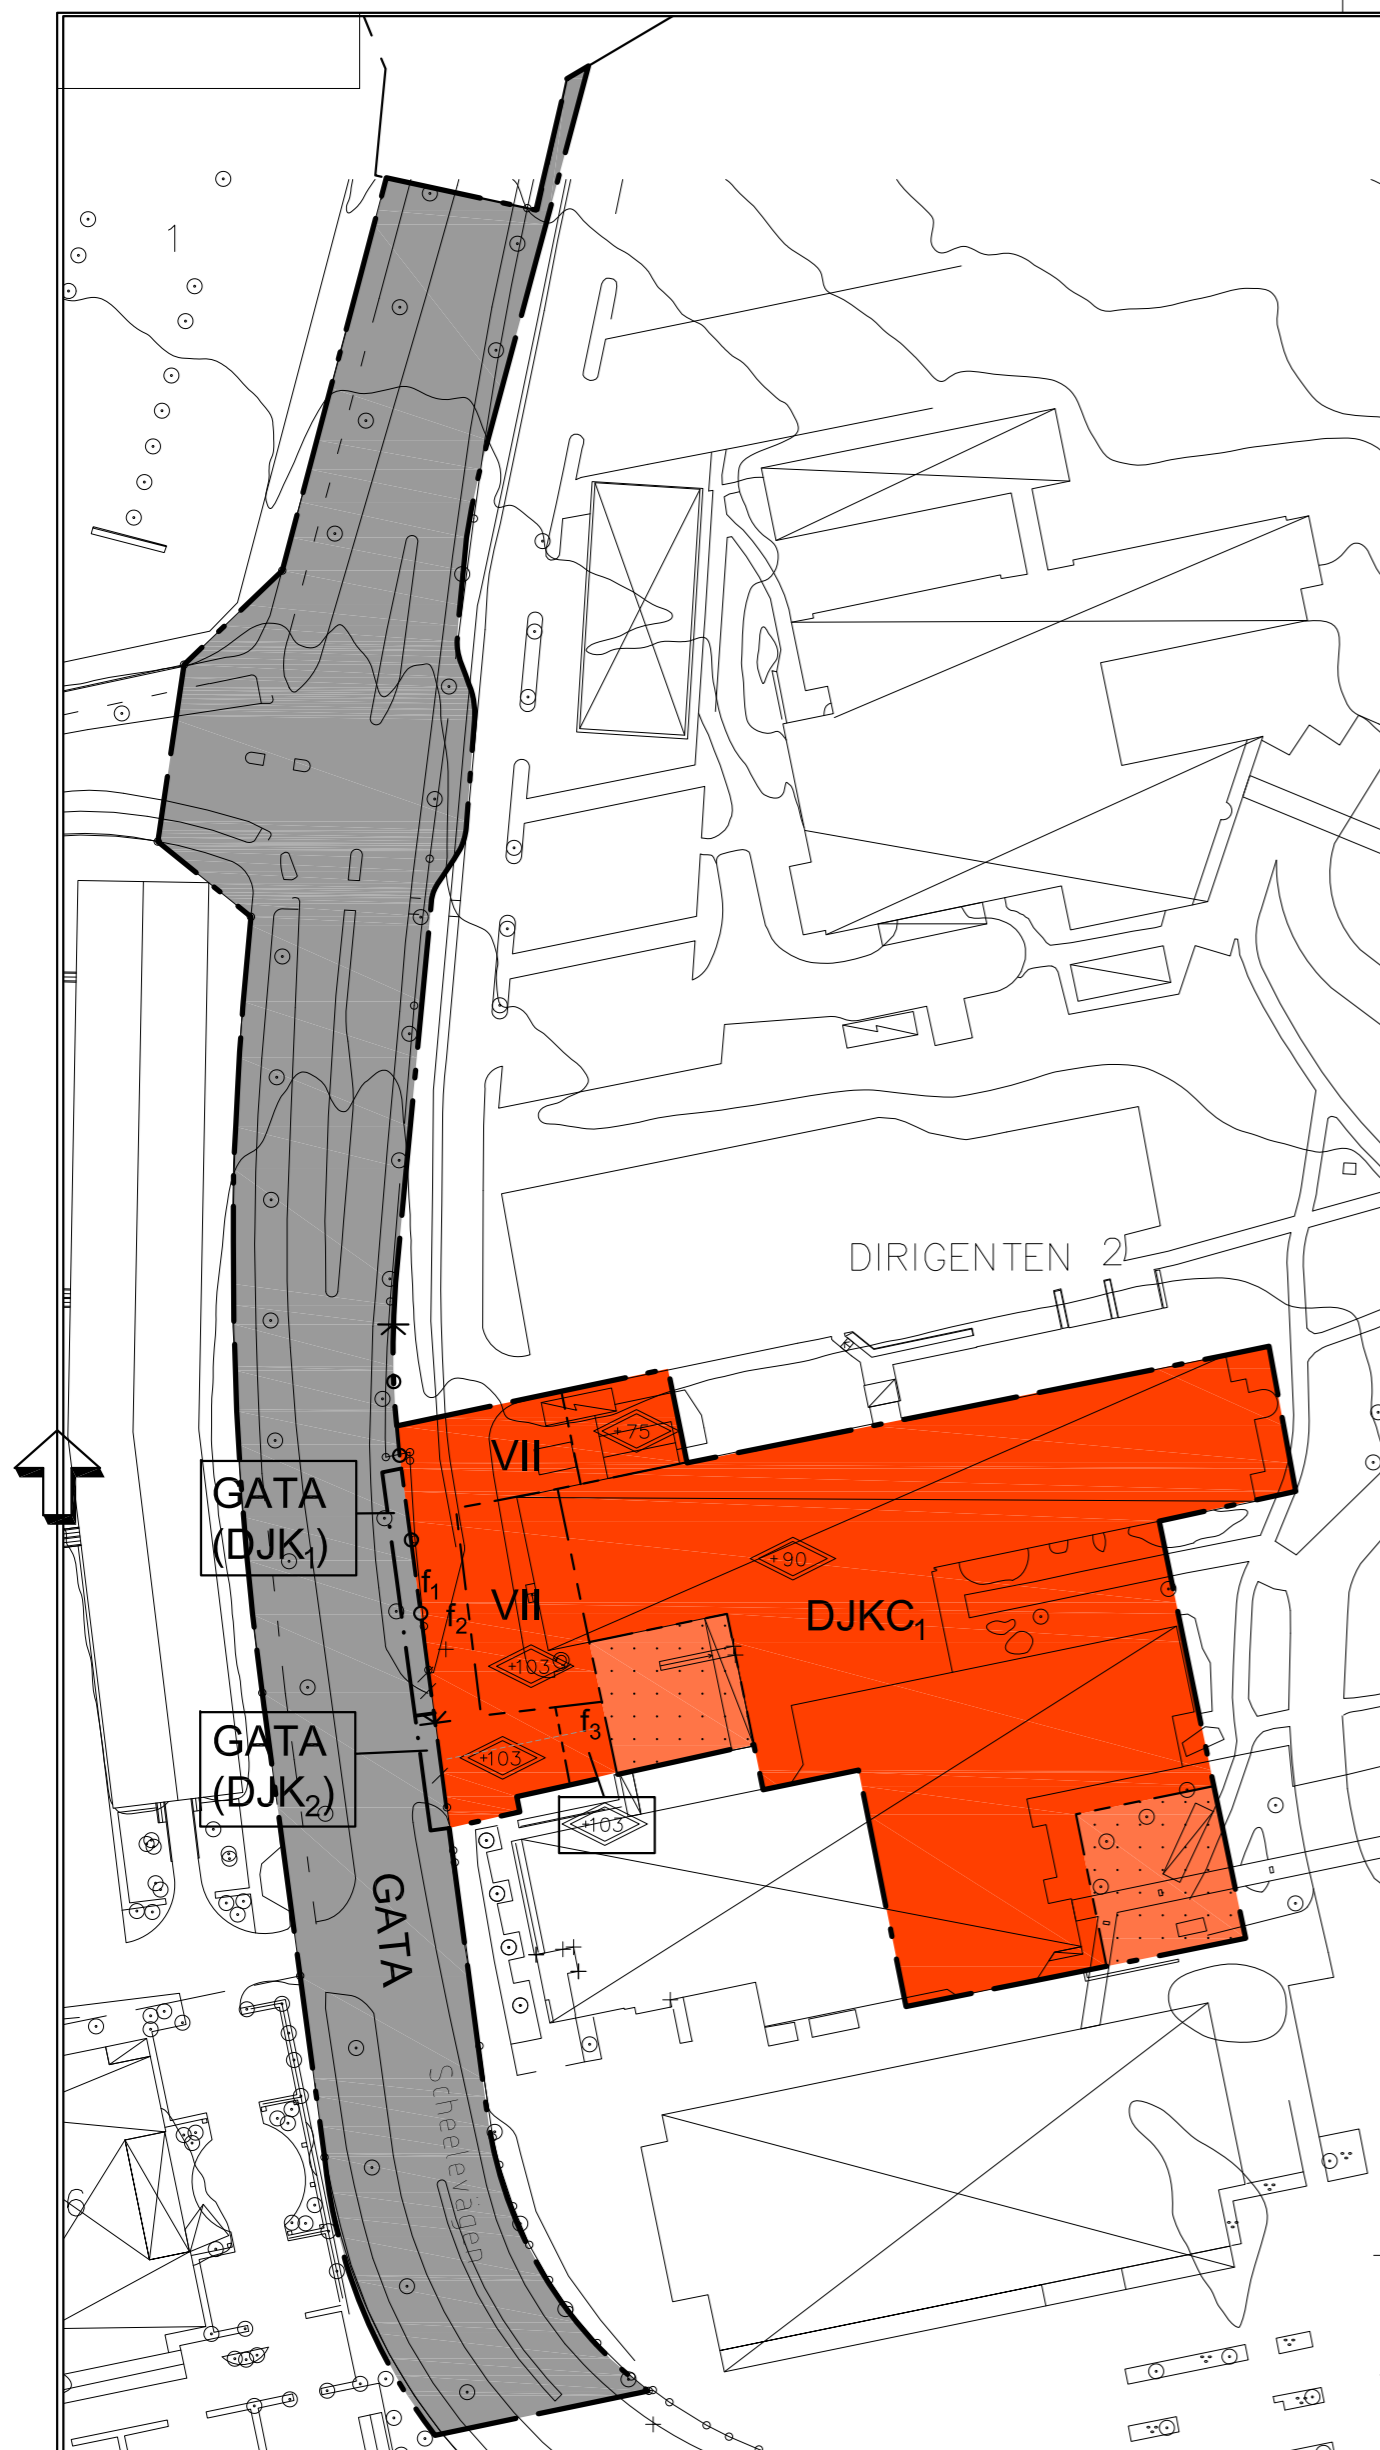 1
DIRIGENTEN 2
+75
VII
GATA
(DJK₁)
+90
f₁
VII
f₂
DJKC₁
+103
f₃
GATA
(DJK₂)
+103
+103
GATA
Scheelevägen
6